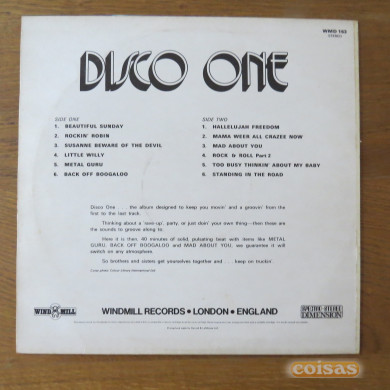 WMD 102
STEREO
DISCO ONE
SIDE ONE
1. BEAUTIFUL SUNDAY
2. ROCKIN' ROBIN
3. SUSANNE BEWARE OF THE DEVIL
4. LITTLE WILLY
5. METAL GURU
6. BACK OFF BOOGALOO
SIDE TWO
1. HALLELUJAH FREEDOM
2. MAMA WEER ALL CRAZEE NOW
3. MAD ABOUT YOU
4. ROCK & ROLL Part 2
5. TOO BUSY THINKIN' ABOUT MY BABY
6. STANDING IN THE ROAD
Disco One . . . the album designed to keep you movin' and a groovin' from the
first to the last track.
Thinking about a 'rave-up', party, or just doin' your own thing—then these are
the sounds to groove along to.
Here it is then. 40 minutes of solid, pulsating beat with items like METAL
GURU, BACK OFF BOOGALOO and MAD ABOUT YOU, we guarantee it will
switch on any atmosphere.
So brothers and sisters get yourselves together and . . . keep on truckin'.
WIND MILL
WINDMILL RECORDS • LONDON • ENGLAND
DIMENSION
coisas